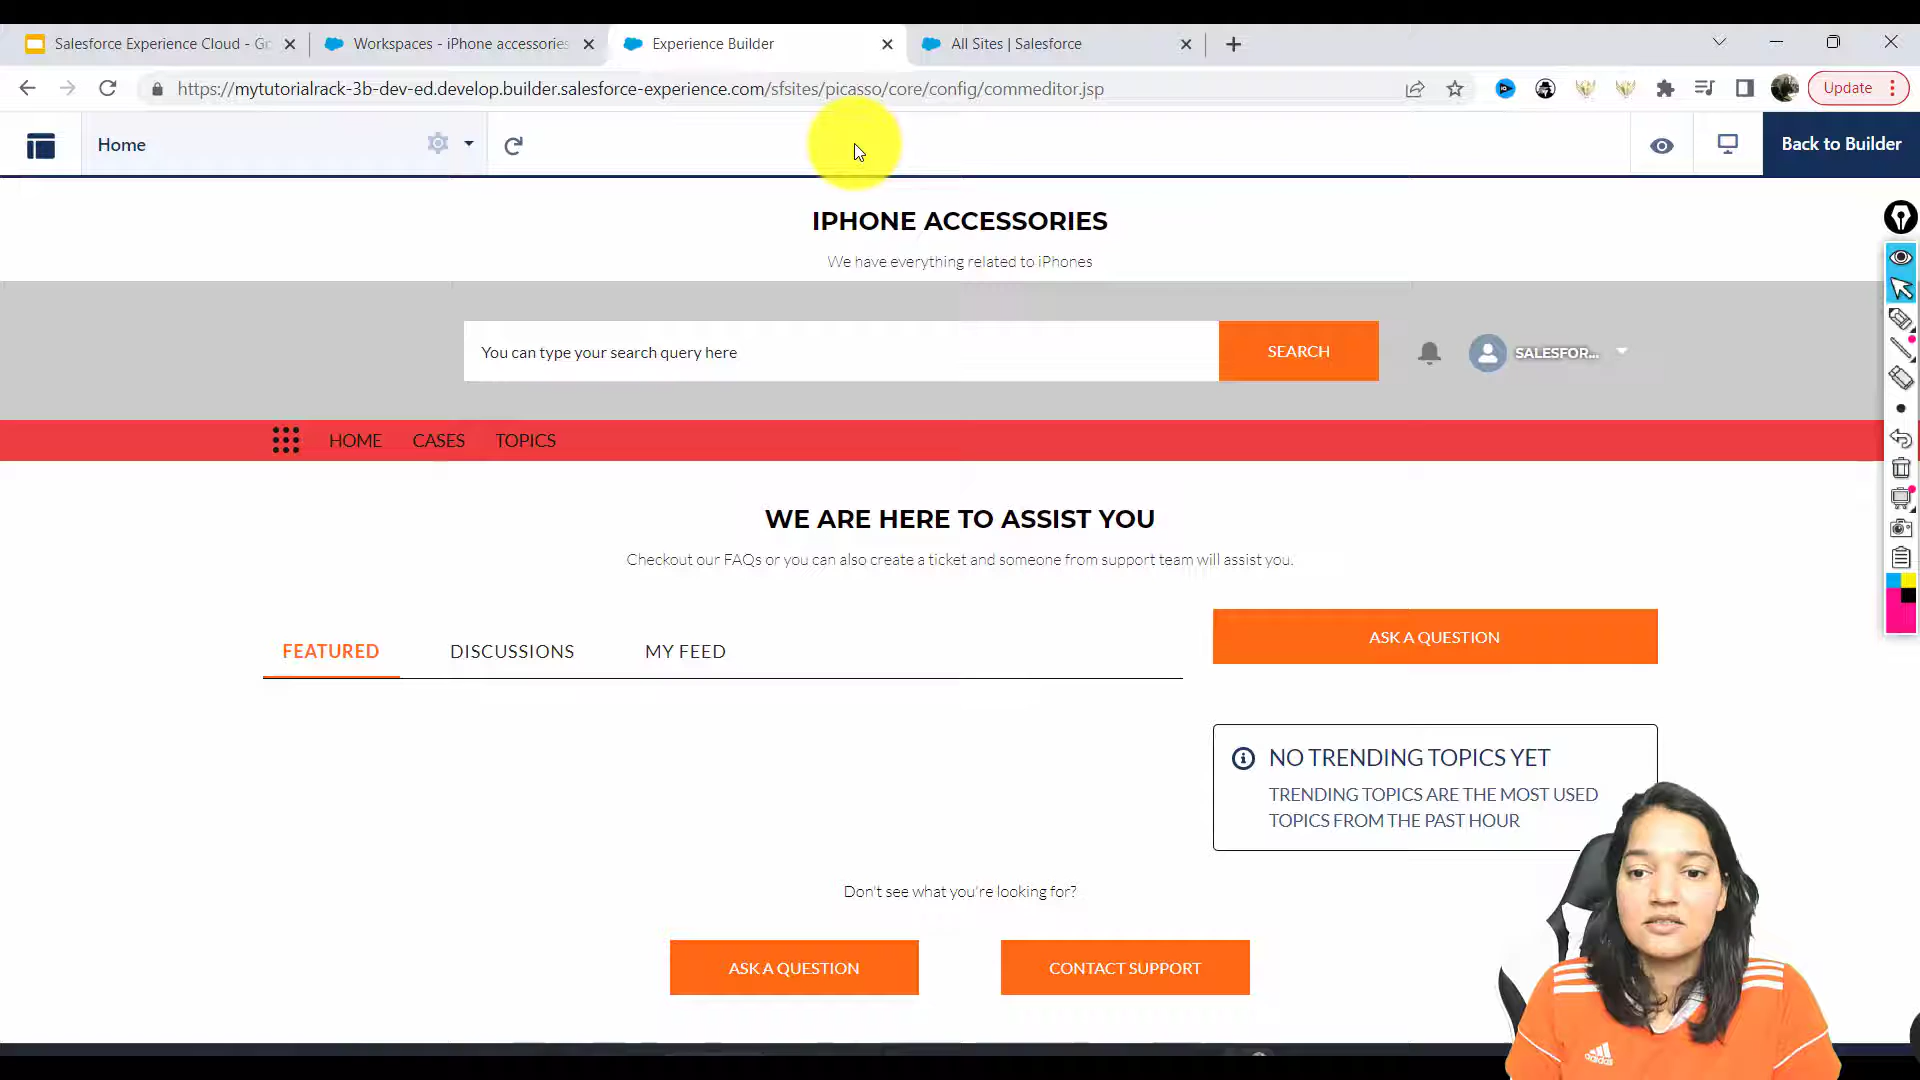 Salesforce Experience Cloud - Go
Workspaces - iPhone accessories
Experience Builder
All Sites | Salesforce
https://mytutorialrack-3b-dev-ed.develop.builder.salesforce-experience.com/sfsites/picasso/core/config/commeditor.jsp
Update
Home
Back to Builder
IPHONE ACCESSORIES
We have everything related to iPhones
You can type your search query here
SEARCH
SALESFOR...
HOME CASES TOPICS
WE ARE HERE TO ASSIST YOU
Checkout our FAQs or you can also create a ticket and someone from support team will assist you.
FEATURED DISCUSSIONS MY FEED
ASK A QUESTION
NO TRENDING TOPICS YET
TRENDING TOPICS ARE THE MOST USED
TOPICS FROM THE PAST HOUR
Don't see what you're looking for?
ASK A QUESTION
CONTACT SUPPORT
adidas